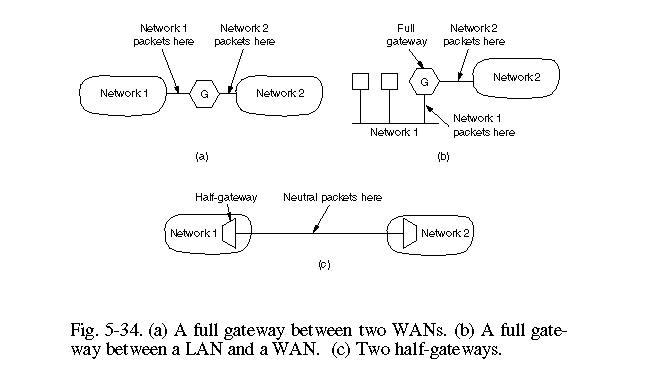 Network 1
packets here
Network 2
packets here
Network 1
G
Network 2
(a)
Full
gateway
Network 2
packets here
G
Network 2
Network 1
Network 1
packets here
(b)
Half-gateway
Neutral packets here
Network 1
Network 2
(c)
Fig. 5-34. (a) A full gateway between two WANs. (b) A full gate-
way between a LAN and a WAN. (c) Two half-gateways.